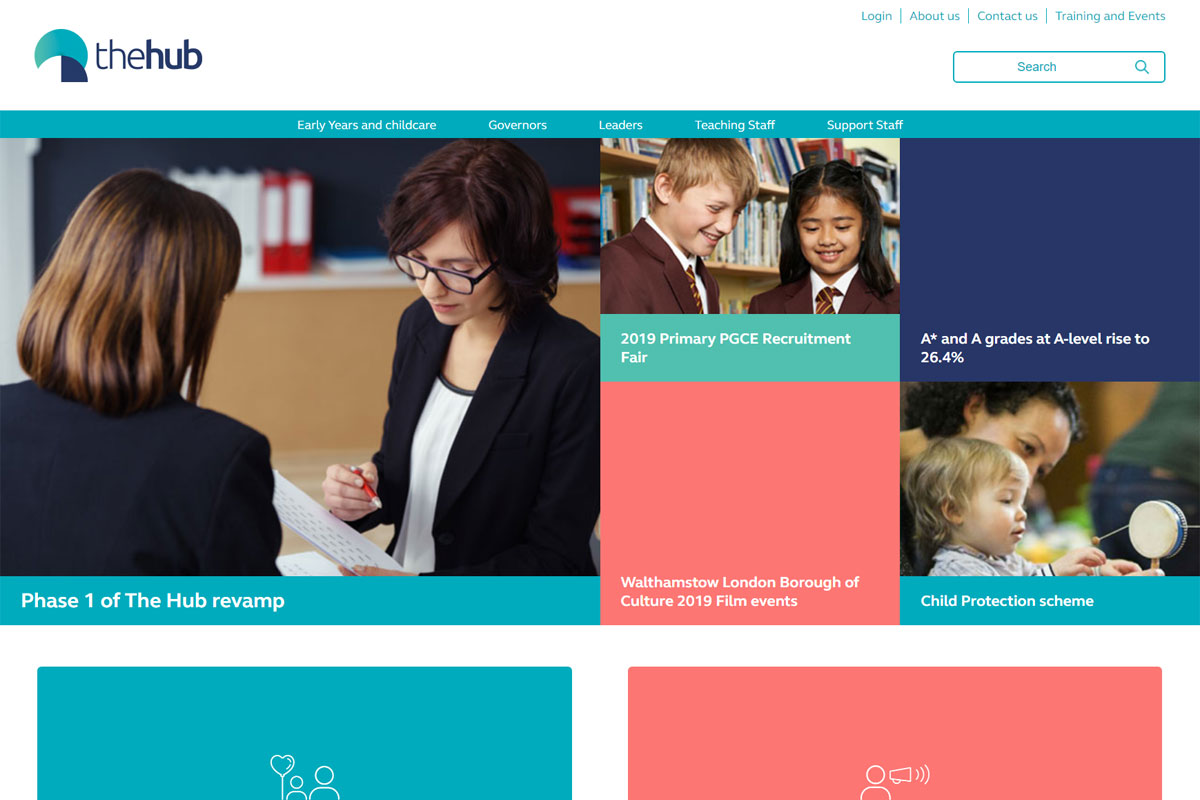 Login
About us
Contact us
Training and Events
thehub
Search
Early Years and childcare
Governors
Leaders
Teaching Staff
Support Staff
2019 Primary PGCE Recruitment
Fair
A* and A grades at A-level rise to
26.4%
Phase 1 of The Hub revamp
Walthamstow London Borough of
Culture 2019 Film events
Child Protection scheme